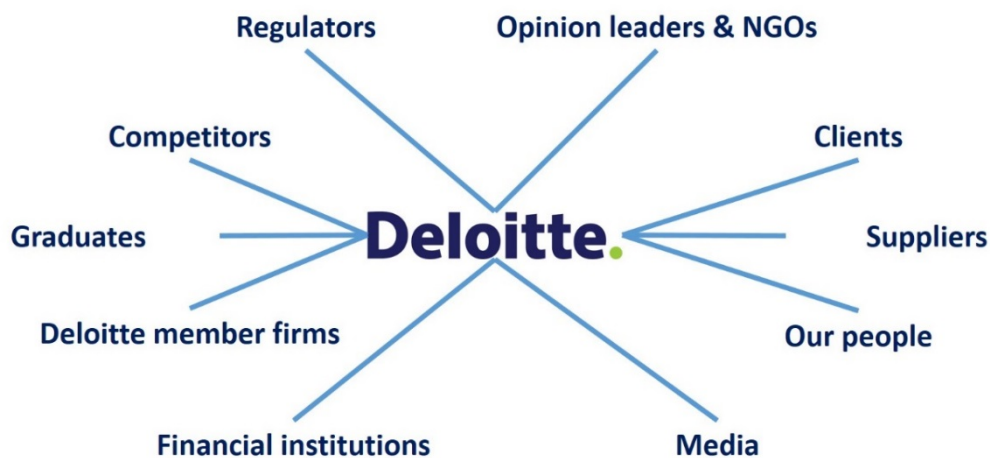 Regulators
Opinion leaders & NGOs
Competitors
Clients
Graduates
Deloitte.
Suppliers
Deloitte member firms
Our people
Financial institutions
Media